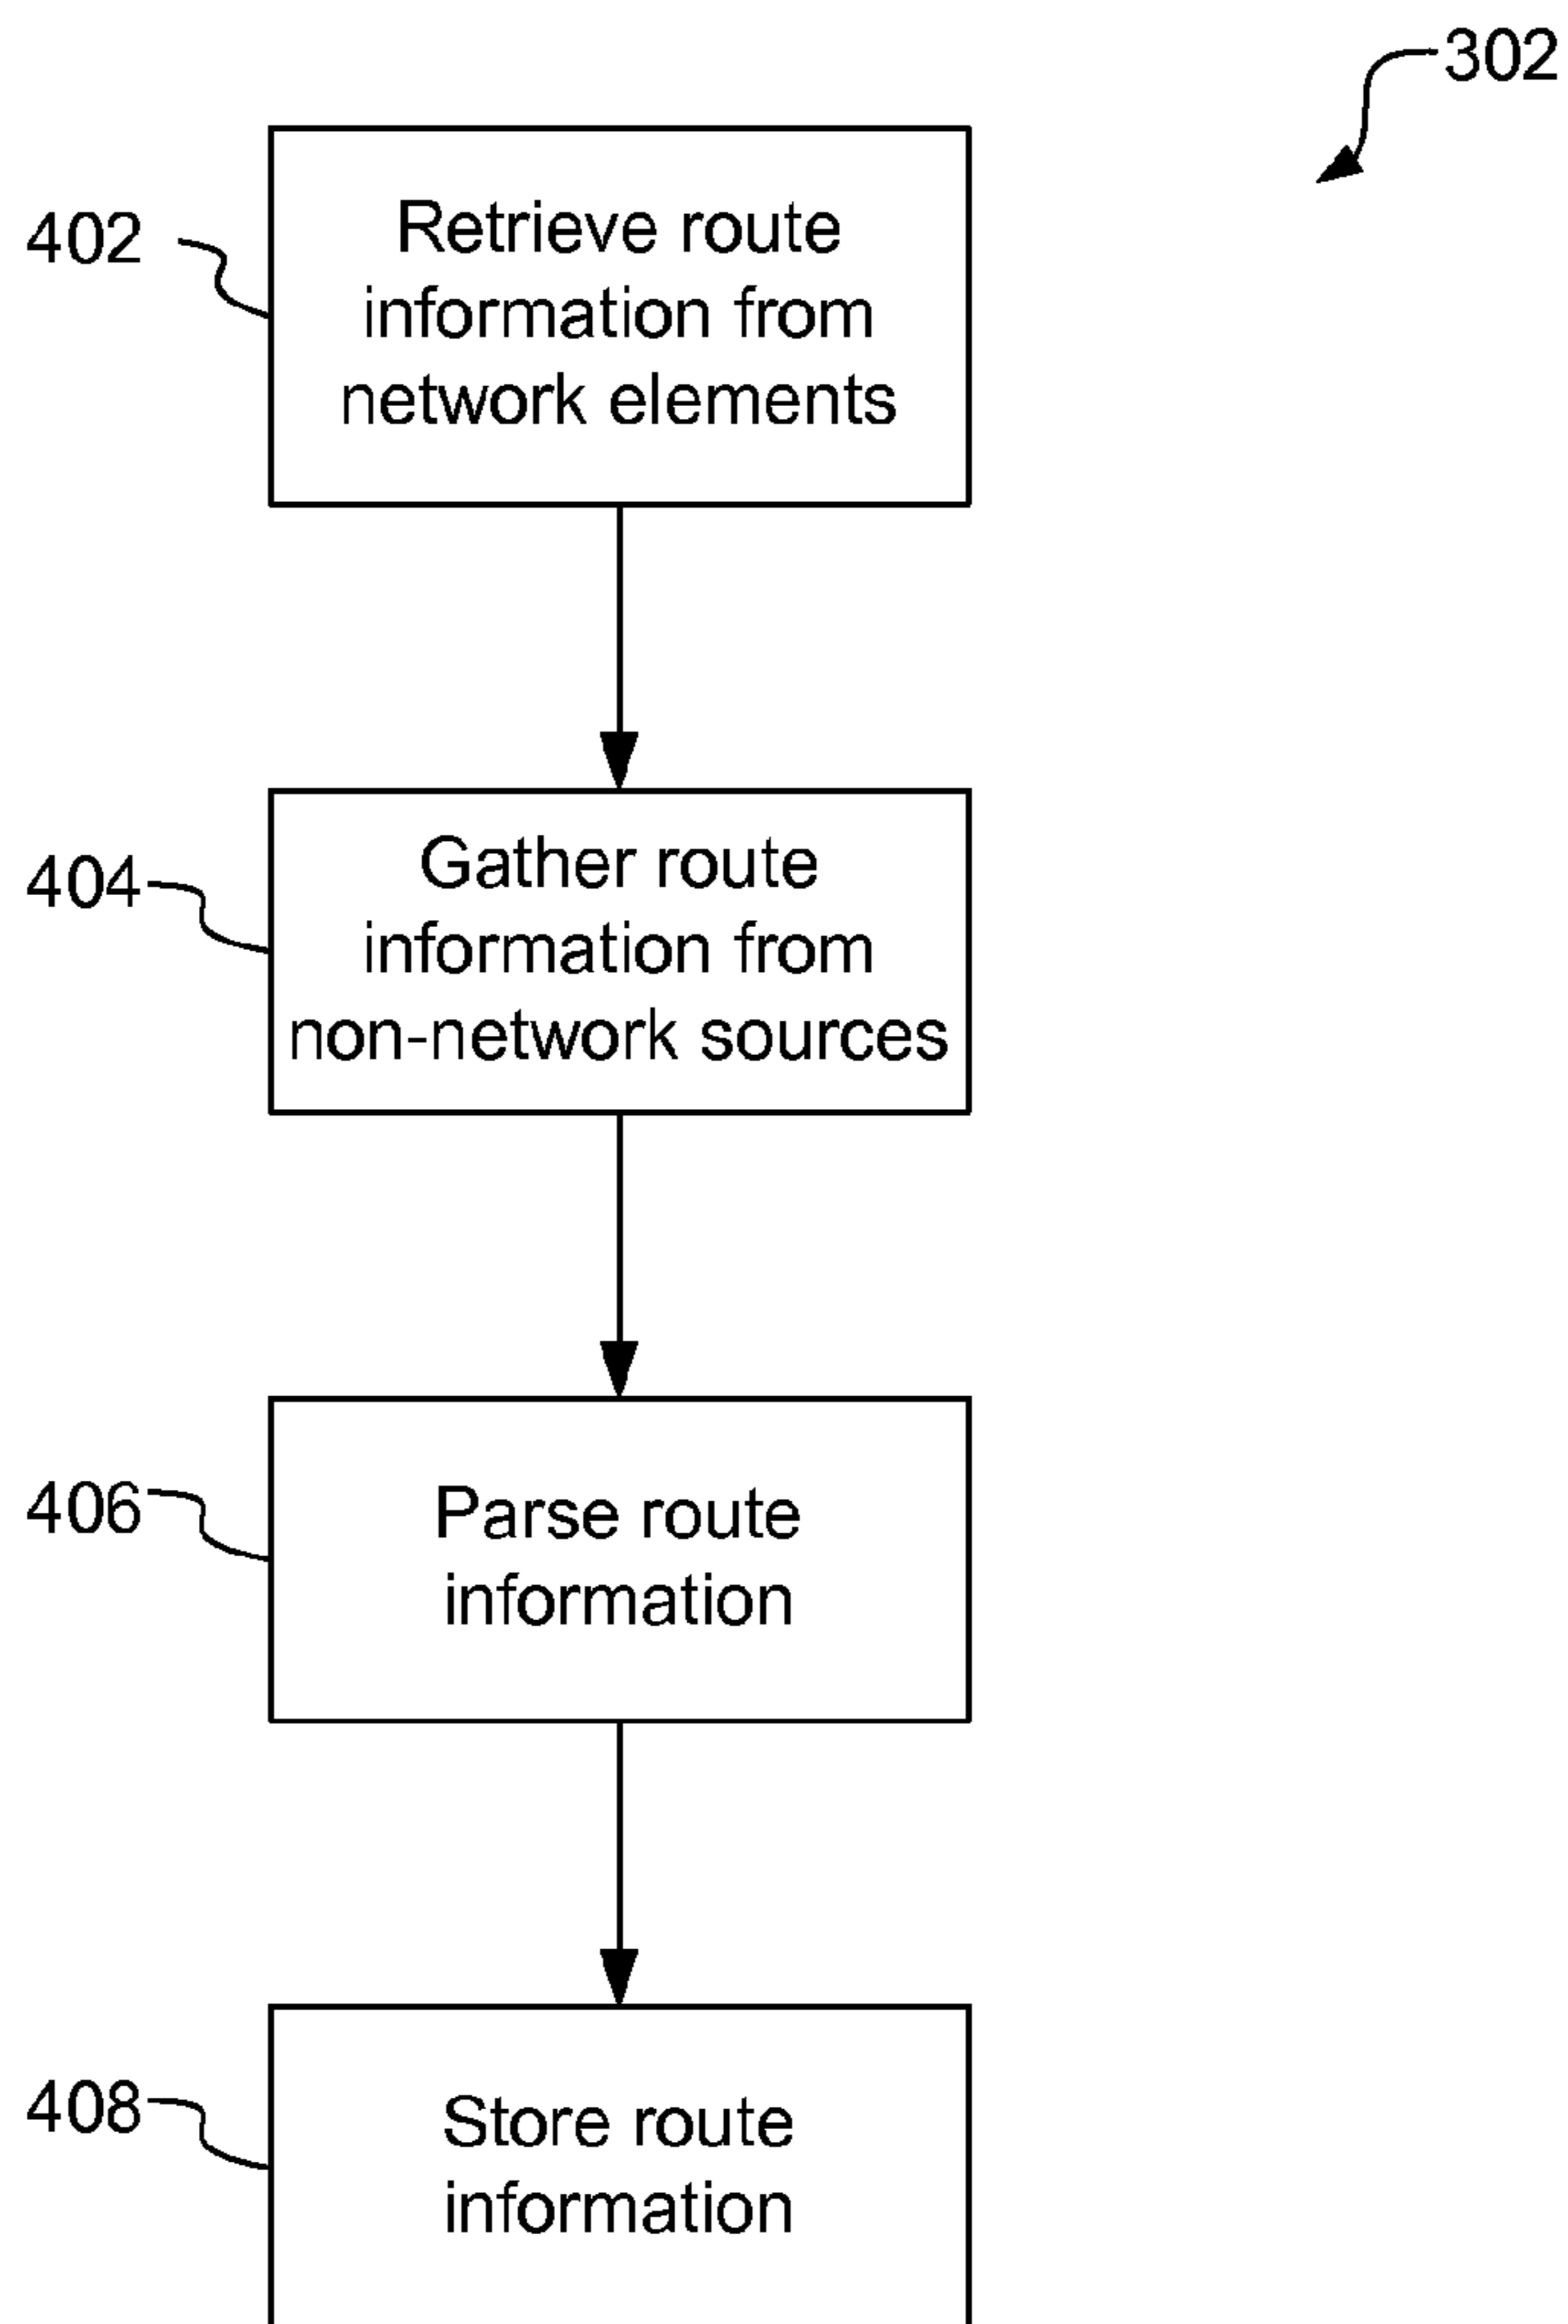 302
402
Retrieve route
information from
network elements
404
Gather route
information from
non-network sources
406
Parse route
information
408
Store route
information